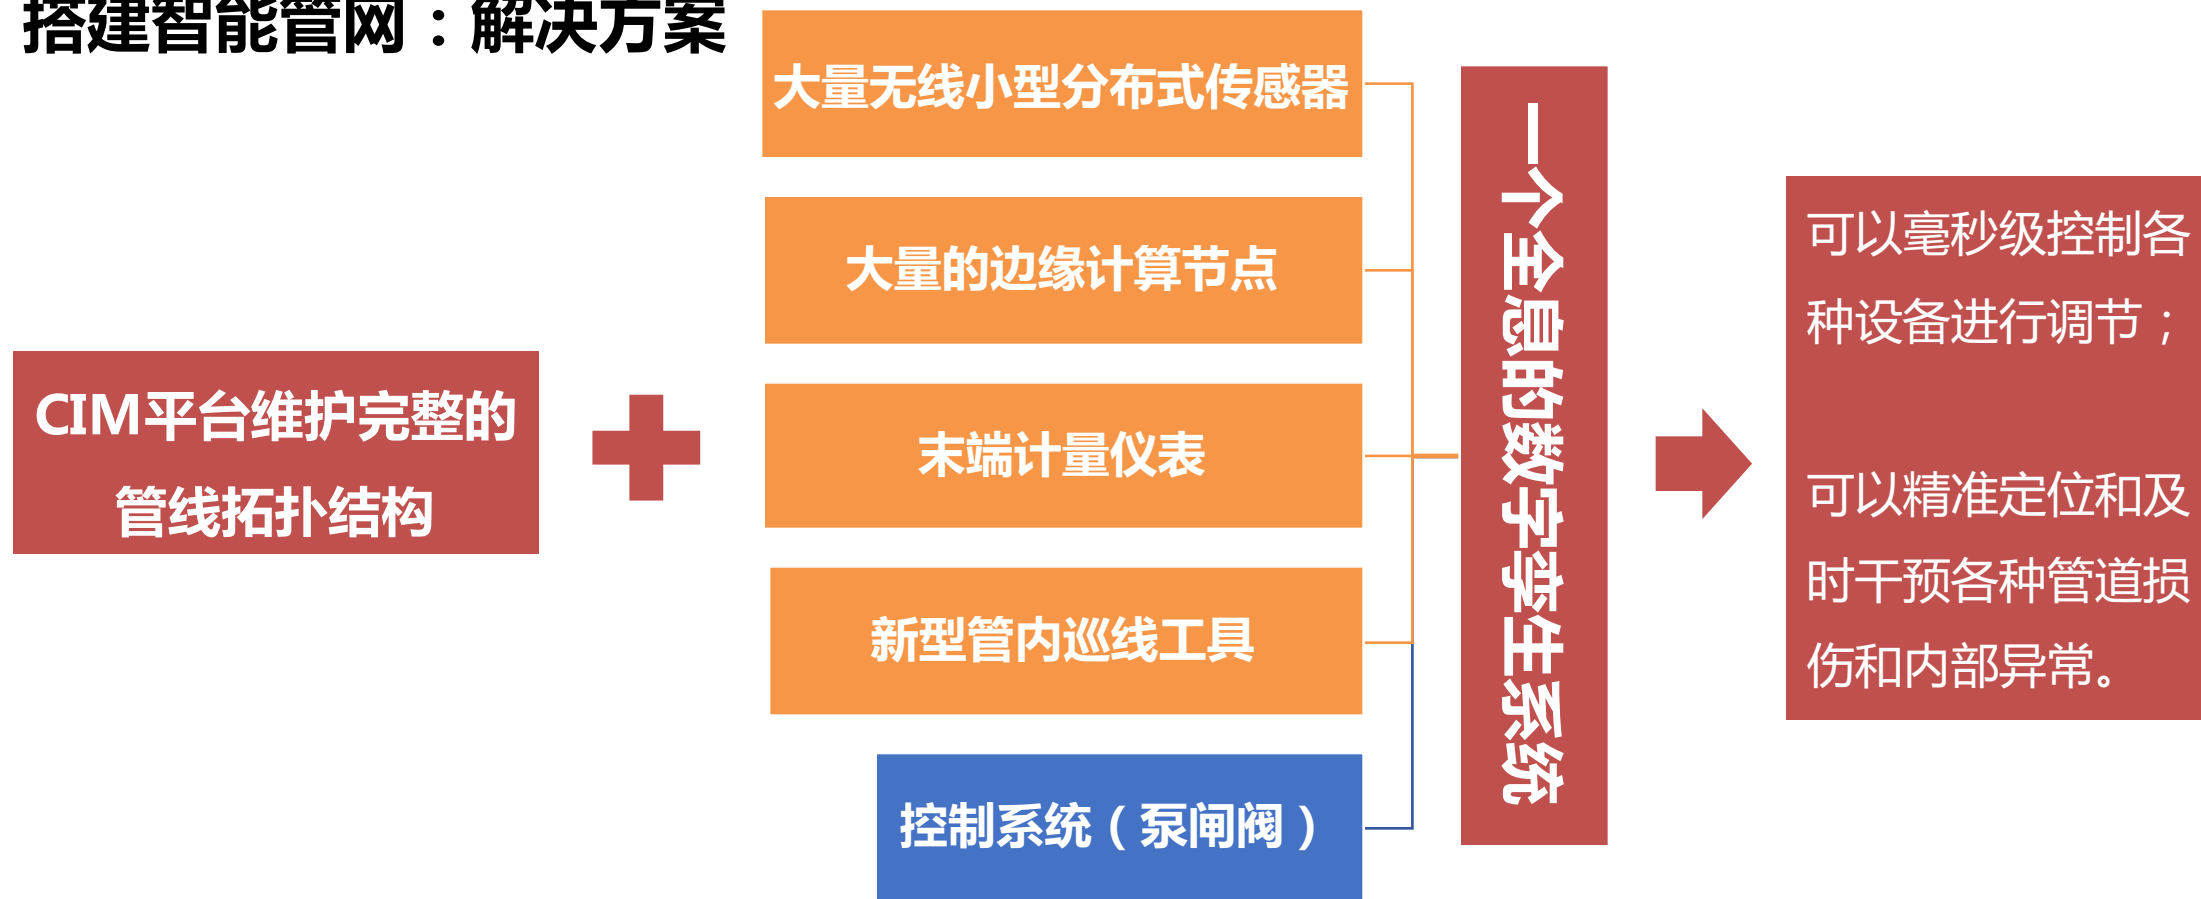 搭建智能管网：解决方案
CIM平台维护完整的
管线拓扑结构
大量无线小型分布式传感器
大量的边缘计算节点
末端计量仪表
新型管内巡线工具
控制系统（泵闸阀）
一个全息的数字孪生系统
可以毫秒级控制各
种设备进行调节；
可以精准定位和及
时干预各种管道损
伤和内部异常。